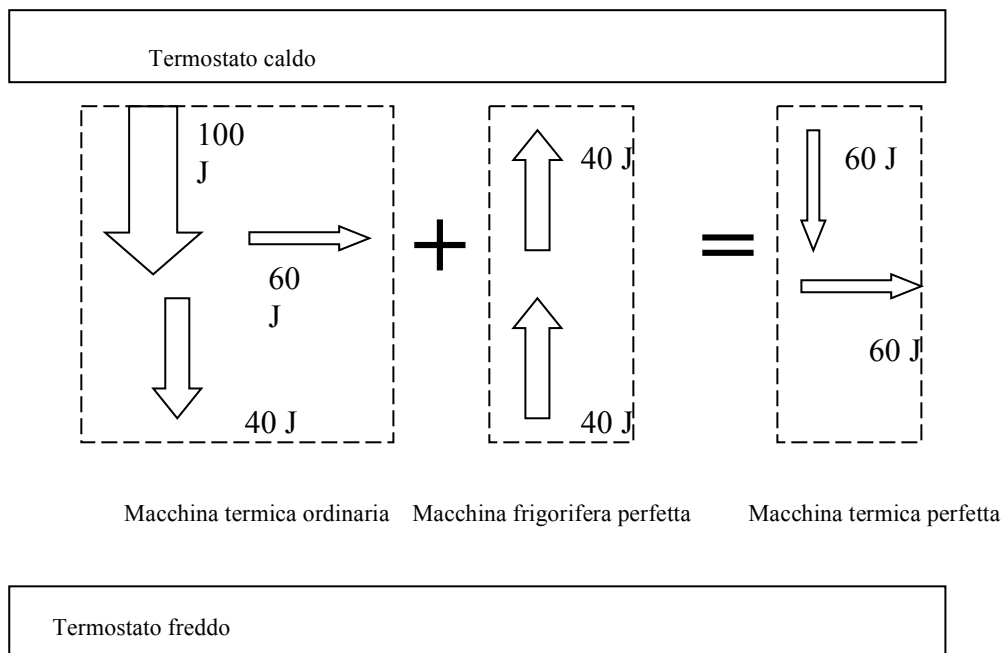 Termostato caldo
100
J
60
J
40 J
40 J
40 J
60 J
60 J
Macchina termica ordinaria
Macchina frigorifera perfetta
Macchina termica perfetta
Termostato freddo